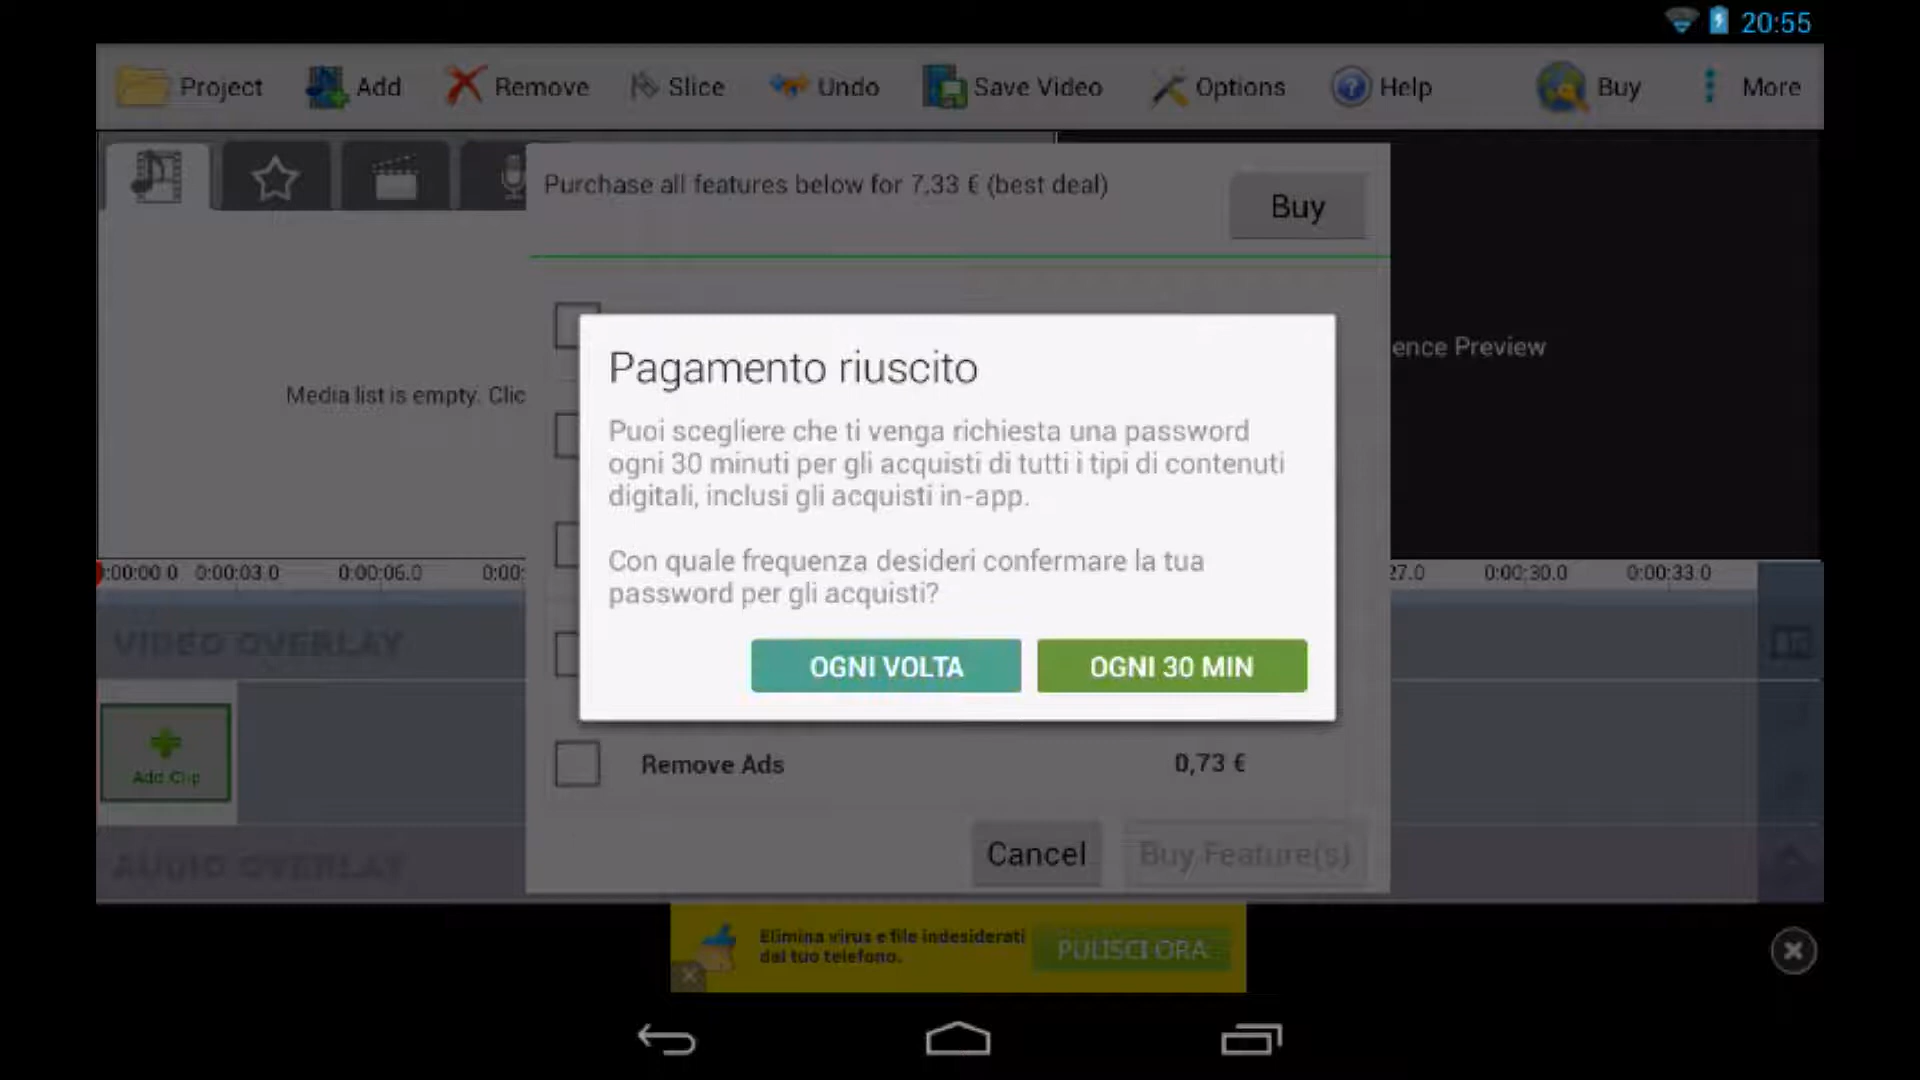 20:55
Project Add Remove Slice Undo Save Video Options Help Buy More
Purchase all features below for 7,33 € (best deal)
Buy
ence Preview
Media list is empty. Clic
Pagamento riuscito
Puoi scegliere che ti venga richiesta una password
ogni 30 minuti per gli acquisti di tutti i tipi di contenuti
digitali, inclusi gli acquisti in-app.
Con quale frequenza desideri confermare la tua
password per gli acquisti?
OGNI VOLTA OGNI 30 MIN
:00:00.0 0:00:03.0 0:00:06.0 0:00: 27.0 0:00:30.0 0:00:33.0
VIDEO OVERLAY
Add Clip
Remove Ads 0,73 €
AUDIO OVERLAY
Cancel Buy Feature(s)
Elimina virus e file indesiderati
dal tuo telefono.
PULISCI ORA